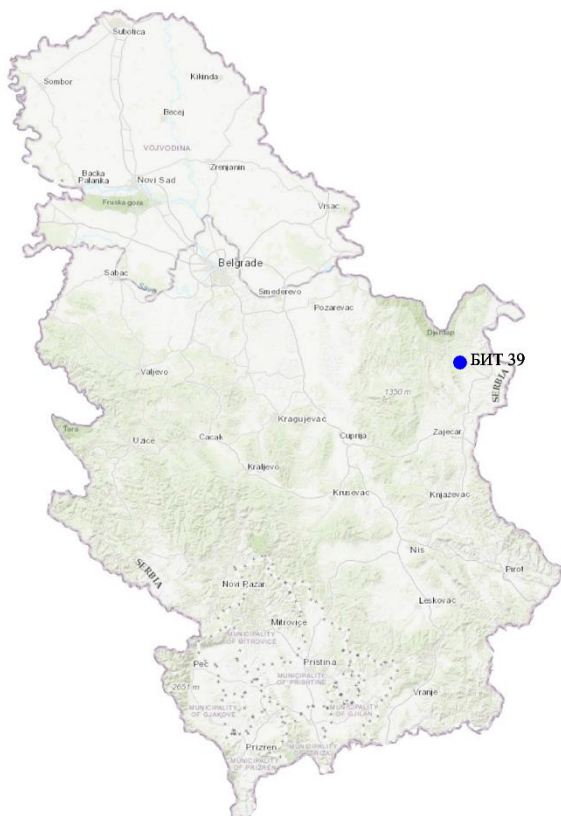 Subotica
Sombor
Kikinda
Becej
VOJVODINA
Backa
Palanka
Novi Sad
Zrenjanin
Fruska gora
Vrsac
Belgrade
Sabac
Sava
Smederevo
Pozarevac
Djerdap
БИТ 39
Valjevo
1350 m
SERBIA
Tara
Uzice
Cacak
Kragujevac
Cuprija
Zajecar
Kraljevo
Krusevac
Knjazevac
SERBIA
Nis
Pirot
Novi Pazar
Leskovac
Mitrovice
MUNICIPALITY
OF MITROVICE
Peć
Pristina
2651 m
MUNICIPALITY
OF PRISHTINE
Vranje
MUNICIPALITY
OF GJAKOVE
MUNICIPALITY
OF GJILAN
Prizren
MUNICIPALITY
MUNICIPALITY
OF PRIZREN